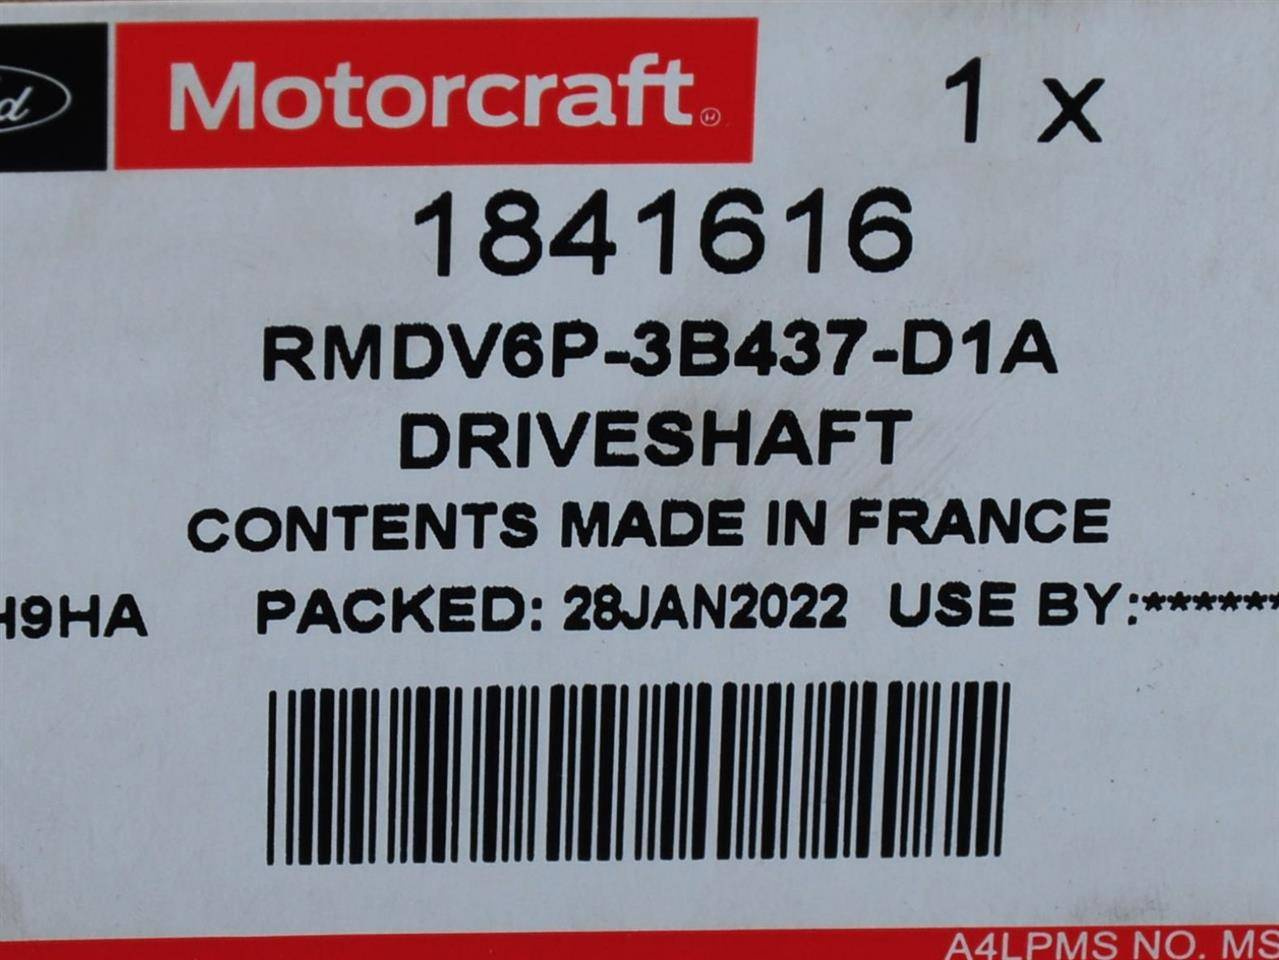 Motorcraft
1 x
1841616
RMDV6P-3B437-D1A
DRIVESHAFT
CONTENTS MADE IN FRANCE
H9HA PACKED: 28JAN2022 USE BY:******
A4LPMS NO. MS